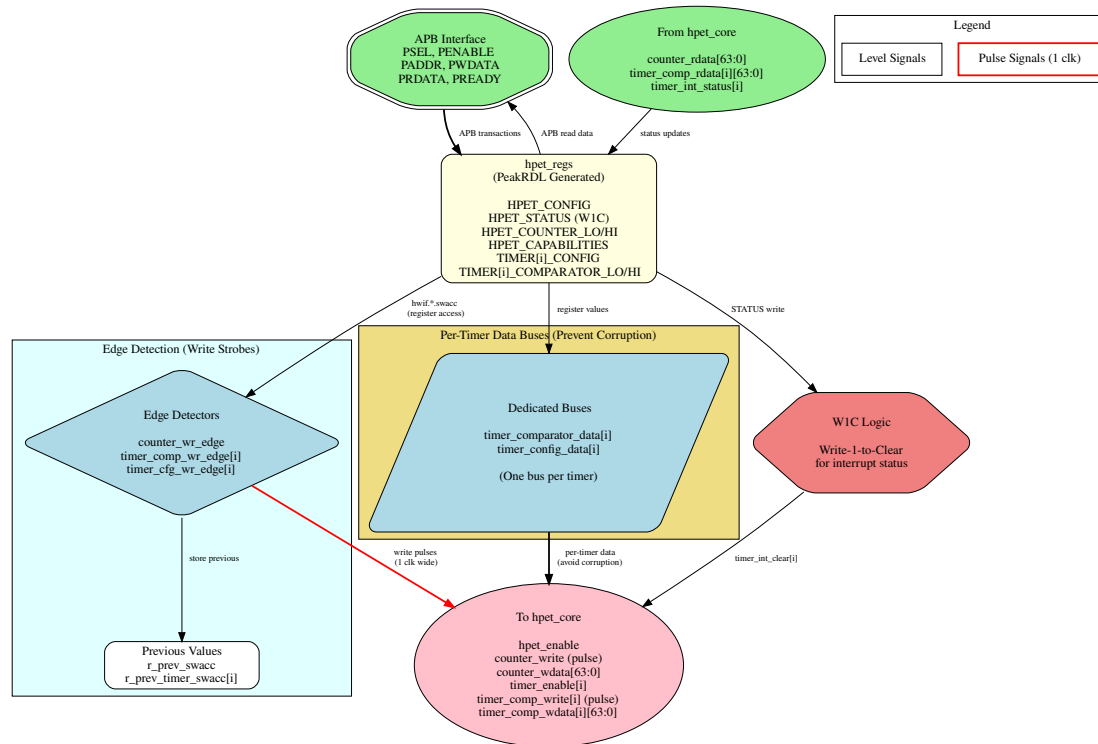 APB Interface
PSEL, PENABLE
PADDR, PWDATA
PRDATA, PREADY
From hpet_core
counter_rdata[63:0]
timer_comp_rdata[i][63:0]
timer_int_status[i]
Legend
Level Signals
Pulse Signals (1 clk)
APB transactions
APB read data
status updates
hpet_regs
(PeakRDL Generated)
HPET_CONFIG
HPET_STATUS (W1C)
HPET_COUNTER_LO/HI
HPET_CAPABILITIES
TIMER[i]_CONFIG
TIMER[i]_COMPARATOR_LO/HI
hwif.*.swacc
(register access)
register values
STATUS write
Edge Detection (Write Strobes)
Edge Detectors
counter_wr_edge
timer_comp_wr_edge[i]
timer_cfg_wr_edge[i]
Per-Timer Data Buses (Prevent Corruption)
Dedicated Buses
timer_comparator_data[i]
timer_config_data[i]
(One bus per timer)
W1C Logic
Write-1-to-Clear
for interrupt status
store previous
write pulses
(1 clk wide)
per-timer data
(avoid corruption)
timer_int_clear[i]
Previous Values
r_prev_swacc
r_prev_timer_swacc[i]
To hpet_core
hpet_enable
counter_write (pulse)
counter_wdata[63:0]
timer_enable[i]
timer_comp_write[i] (pulse)
timer_comp_wdata[i][63:0]